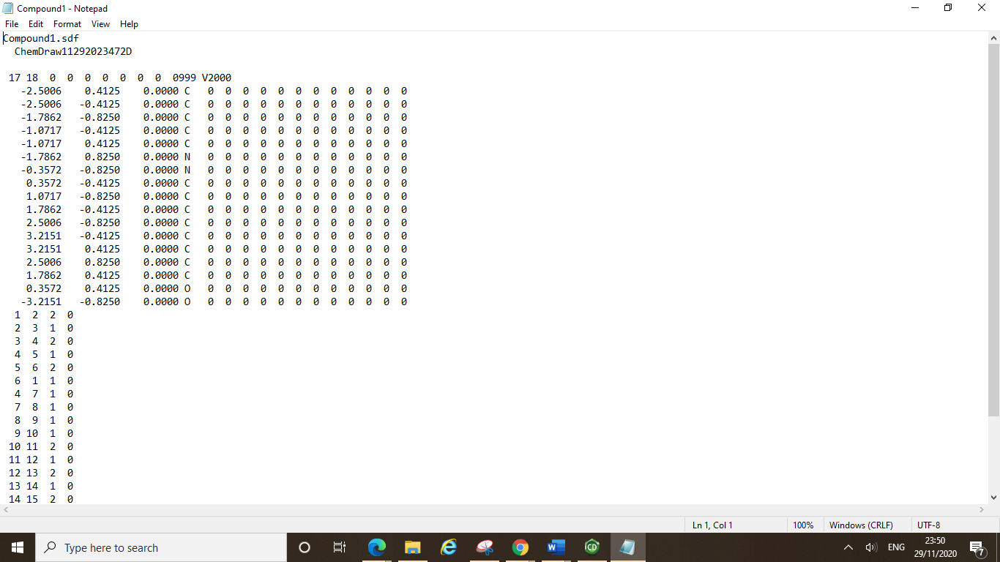 Compound1 - Notepad
File Edit Format View Help
Compound1.sdf
ChemDraw11292023472D
17 18 0 0 0 0 0 0 0 0999 V2000
-2.5006 0.4125 0.0000 C 0 0 0 0 0 0 0 0 0 0 0 0
-2.5006 -0.4125 0.0000 C 0 0 0 0 0 0 0 0 0 0 0 0
-1.7862 -0.8250 0.0000 C 0 0 0 0 0 0 0 0 0 0 0 0
-1.0717 -0.4125 0.0000 C 0 0 0 0 0 0 0 0 0 0 0 0
-1.0717 0.4125 0.0000 C 0 0 0 0 0 0 0 0 0 0 0 0
-1.7862 0.8250 0.0000 N 0 0 0 0 0 0 0 0 0 0 0 0
-0.3572 -0.8250 0.0000 N 0 0 0 0 0 0 0 0 0 0 0 0
0.3572 -0.4125 0.0000 C 0 0 0 0 0 0 0 0 0 0 0 0
1.0717 -0.8250 0.0000 C 0 0 0 0 0 0 0 0 0 0 0 0
1.7862 -0.4125 0.0000 C 0 0 0 0 0 0 0 0 0 0 0 0
2.5006 -0.8250 0.0000 C 0 0 0 0 0 0 0 0 0 0 0 0
3.2151 -0.4125 0.0000 C 0 0 0 0 0 0 0 0 0 0 0 0
3.2151 0.4125 0.0000 C 0 0 0 0 0 0 0 0 0 0 0 0
2.5006 0.8250 0.0000 C 0 0 0 0 0 0 0 0 0 0 0 0
1.7862 0.4125 0.0000 C 0 0 0 0 0 0 0 0 0 0 0 0
0.3572 0.4125 0.0000 O 0 0 0 0 0 0 0 0 0 0 0 0
-3.2151 -0.8250 0.0000 O 0 0 0 0 0 0 0 0 0 0 0 0
1 2 2 0
2 3 1 0
3 4 2 0
4 5 1 0
5 6 2 0
6 1 1 0
4 7 1 0
7 8 1 0
8 9 1 0
9 10 1 0
10 11 2 0
11 12 1 0
12 13 2 0
13 14 1 0
14 15 2 0
Ln 1, Col 1 100% Windows (CRLF) UTF-8
Type here to search
ENG
23:50
29/11/2020
7